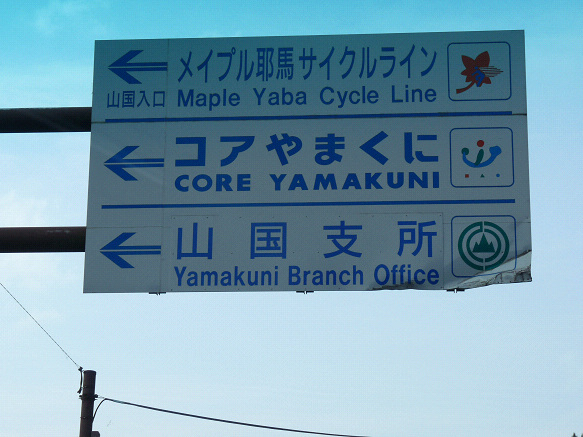 メイプル耶馬サイクルライン
山国入口 Maple Yaba Cycle Line
コアやまくに
CORE YAMAKUNI
山国支所
Yamakuni Branch Office